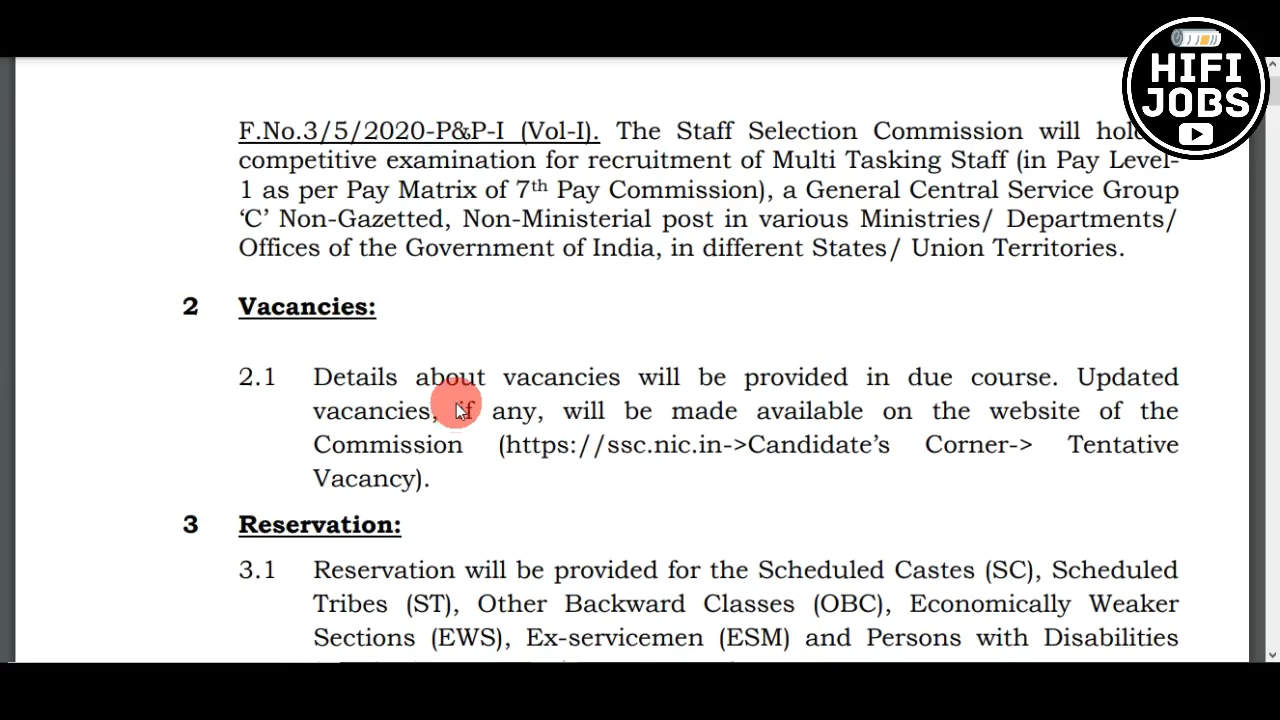 HIFI
JOBS
F.No.3/5/2020-P&P-I (Vol-I). The Staff Selection Commission will hold
competitive examination for recruitment of Multi Tasking Staff (in Pay Level-
1 as per Pay Matrix of 7th Pay Commission), a General Central Service Group
‘C’ Non-Gazetted, Non-Ministerial post in various Ministries/ Departments/
Offices of the Government of India, in different States/ Union Territories.
2 Vacancies:
2.1 Details about vacancies will be provided in due course. Updated
vacancies, if any, will be made available on the website of the
Commission (https://ssc.nic.in->Candidate’s Corner-> Tentative
Vacancy).
3 Reservation:
3.1 Reservation will be provided for the Scheduled Castes (SC), Scheduled
Tribes (ST), Other Backward Classes (OBC), Economically Weaker
Sections (EWS), Ex-servicemen (ESM) and Persons with Disabilities